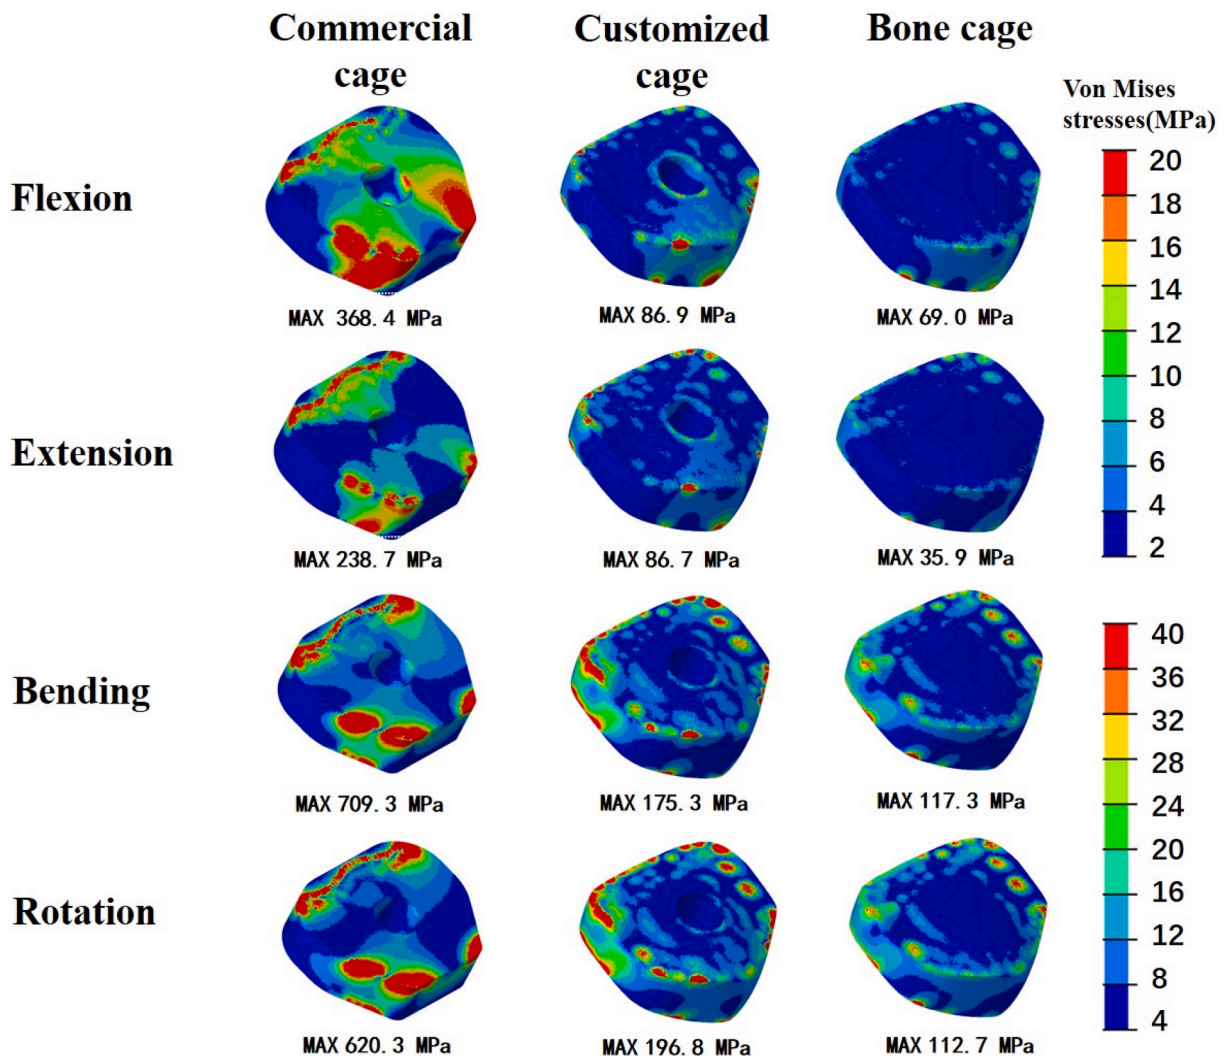 Commercial
cage
Customized
cage
Bone cage
Von Mises
stresses(MPa)
Flexion
MAX 368.4 MPa
MAX 86.9 MPa
MAX 69.0 MPa
20
18
16
14
12
10
8
6
4
2
Extension
MAX 238.7 MPa
MAX 86.7 MPa
MAX 35.9 MPa
Bending
MAX 709.3 MPa
MAX 175.3 MPa
MAX 117.3 MPa
40
36
32
28
24
20
16
12
8
4
Rotation
MAX 620.3 MPa
MAX 196.8 MPa
MAX 112.7 MPa